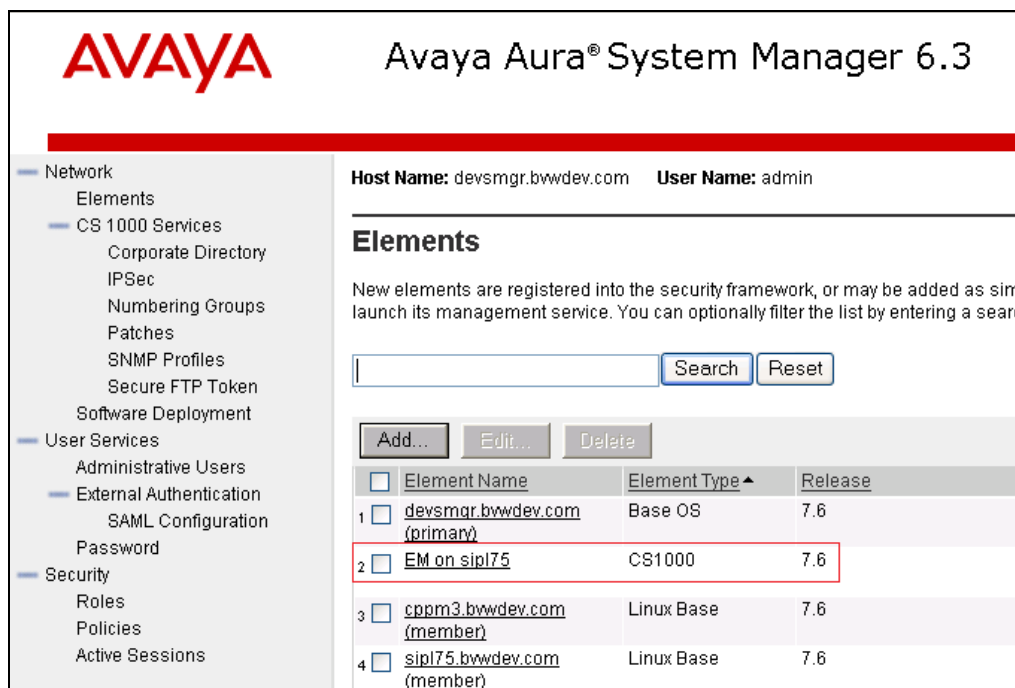 AVAYA
Avaya Aura® System Manager 6.3
Network
Elements
CS 1000 Services
Corporate Directory
IPSec
Numbering Groups
Patches
SNMP Profiles
Secure FTP Token
Software Deployment
User Services
Administrative Users
External Authentication
SAML Configuration
Password
Security
Roles
Policies
Active Sessions
Host Name: devsmgr.bvwdev.com User Name: admin
Elements
New elements are registered into the security framework, or may be added as sim
launch its management service. You can optionally filter the list by entering a sear
Search Reset
Add... Edit... Delete
Element Name Element Type Release
1 devsmgr.bvwdev.com Base OS 7.6
(primary)
2 EM on sipl75 CS1000 7.6
3 cppm3.bvwdev.com Linux Base 7.6
(member)
4 sipl75.bvwdev.com Linux Base 7.6
(member)